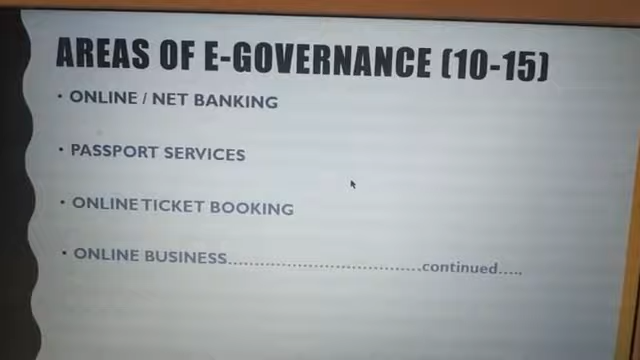 AREAS OF E-GOVERNANCE (10-15)
• ONLINE / NET BANKING
• PASSPORT SERVICES
• ONLINE TICKET BOOKING
• ONLINE BUSINESS......................................continued.....